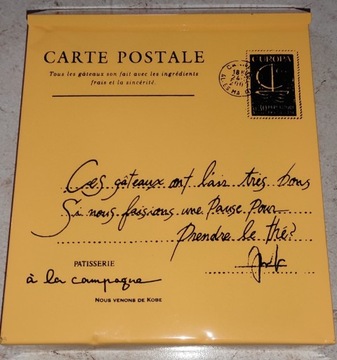 CARTE POSTALE
Tous les gâteaux son fait avec les ingrédients
frais et la sincérité.
EUROPA
Ces gâteaux ont l'air très bons
Si nous faisions une Pause Pour
Prendre le thé?
PATISSERIE
à la campagne
NOUS VENONS DE KOBE